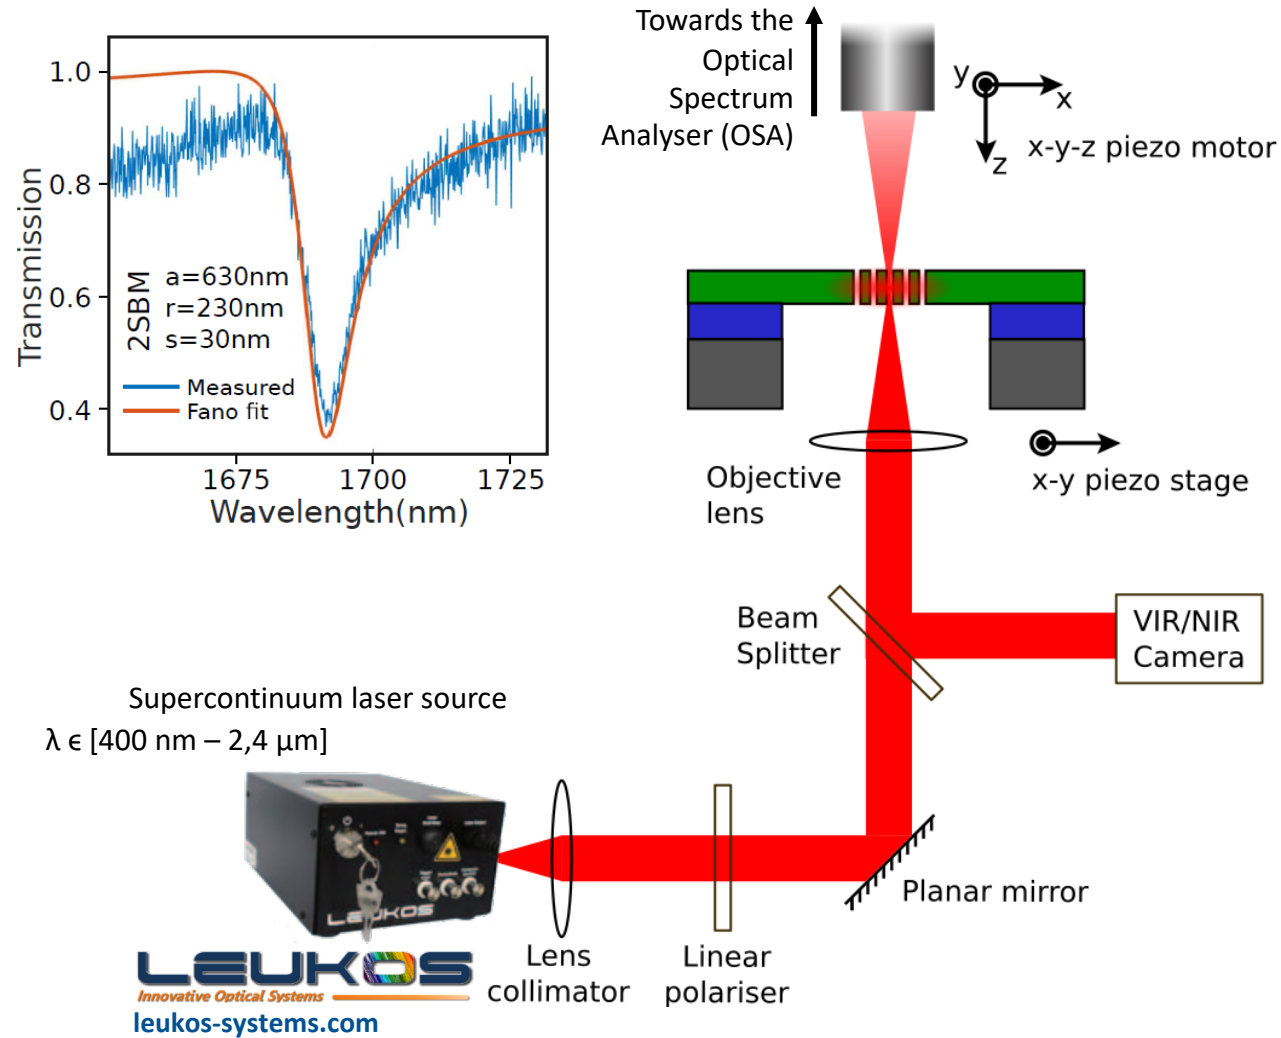 Towards the
Optical
Spectrum
Analyser (OSA)
y
x
z
x-y-z piezo motor
1.0
0.8
0.6
0.4
Transmission
2SBM
a=630nm
r=230nm
s=30nm
Measured
Fano fit
1675
1700
1725
Wavelength(nm)
Objective
lens
x-y piezo stage
Beam
Splitter
VIR/NIR
Camera
Supercontinuum laser source
λ ϵ [400 nm – 2,4 µm]
LEUKOS
Planar mirror
Lens
collimator
Linear
polariser
LEUKOS
Innovative Optical Systems
leukos-systems.com